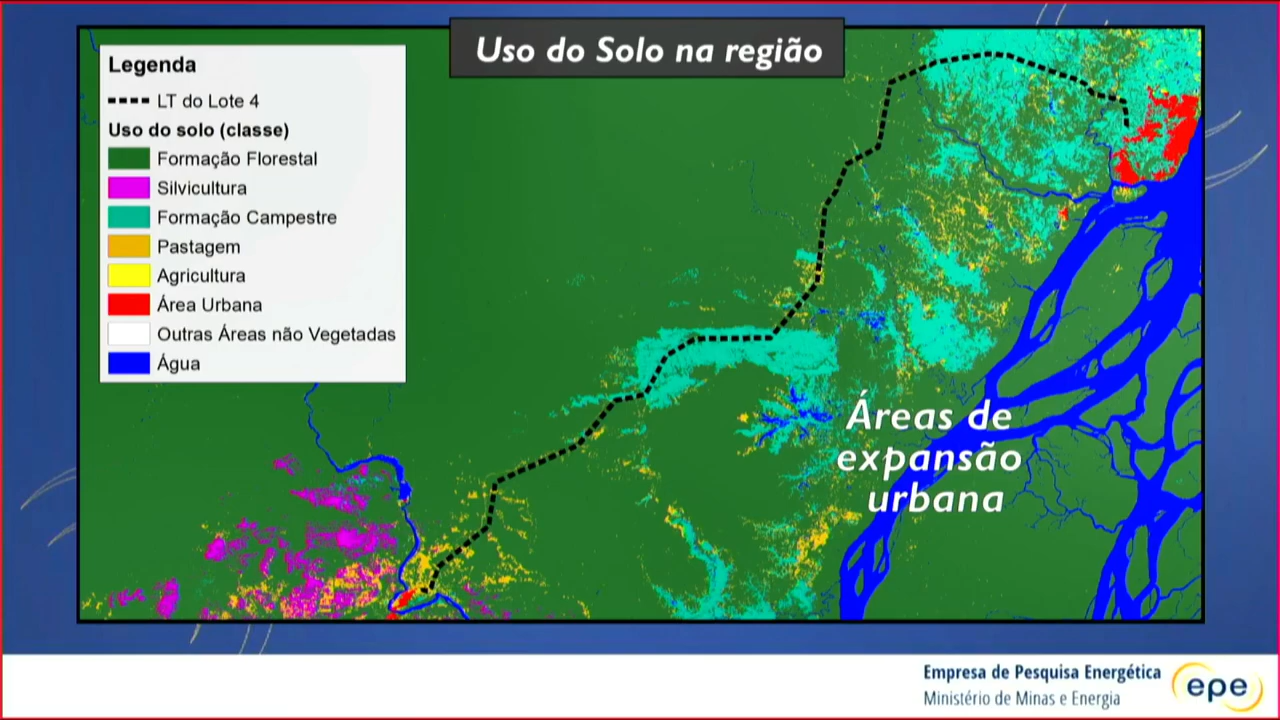 Uso do Solo na região
Legenda
LT do Lote 4
Uso do solo (classe)
Formação Florestal
Silvicultura
Formação Campestre
Pastagem
Agricultura
Área Urbana
Outras Áreas não Vegetadas
Água
Áreas de
expansão
urbana
Empresa de Pesquisa Energética
Ministério de Minas e Energia
epe